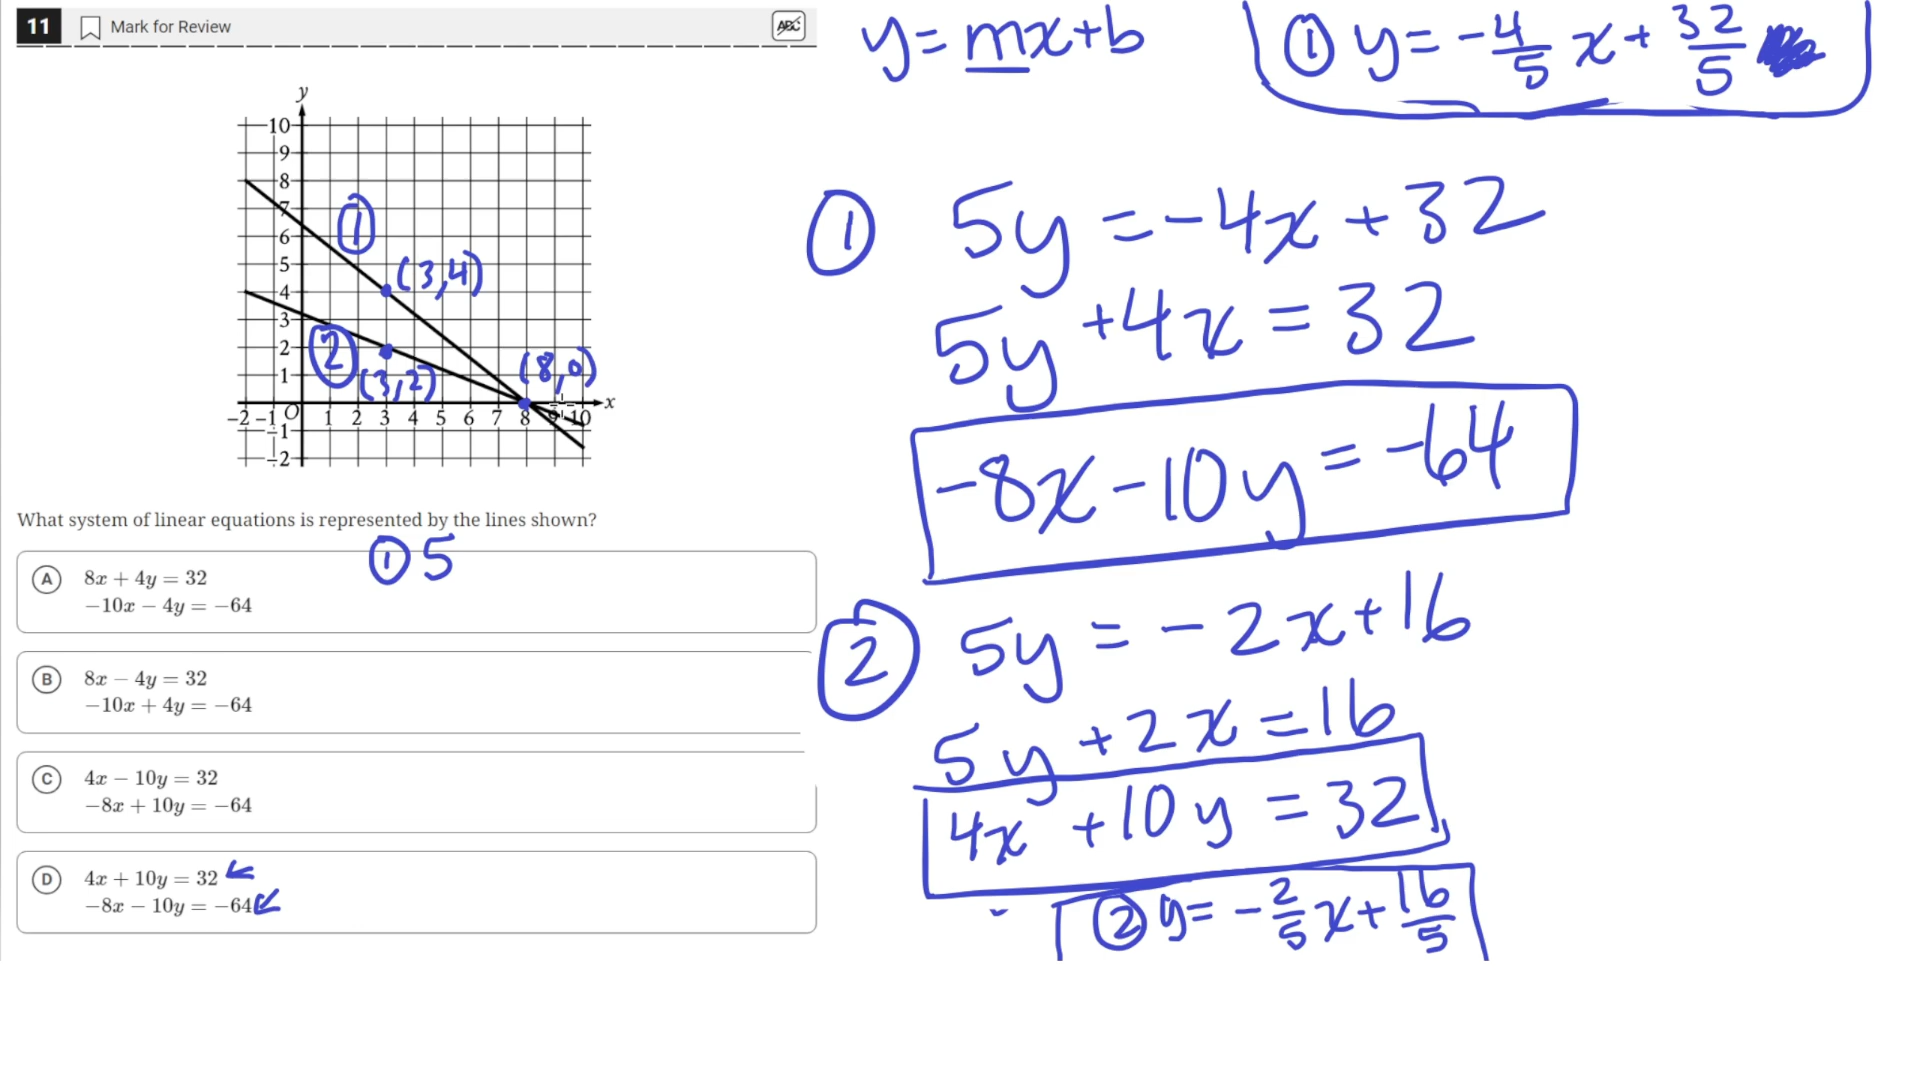 11 Mark for Review ABC
y
10
9
8
7
6
5
4
3
2
1
-2 -1 O 1 2 3 4 5 6 7 8 9 10 x
-1
-2
①
(3,4)
②
(3,2)
(8,0)
What system of linear equations is represented by the lines shown?
① 5
A 8x + 4y = 32
−10x − 4y = −64
B 8x − 4y = 32
−10x + 4y = −64
C 4x − 10y = 32
−8x + 10y = −64
D 4x + 10y = 32
−8x − 10y = −64
y = mx+b
① y = -4/5 x + 32/5
① 5y = -4x + 32
5y +4x = 32
-8x - 10y = -64
② 5y = -2x + 16
5y + 2x = 16
4x + 10y = 32
② y = -2/5 x + 16/5